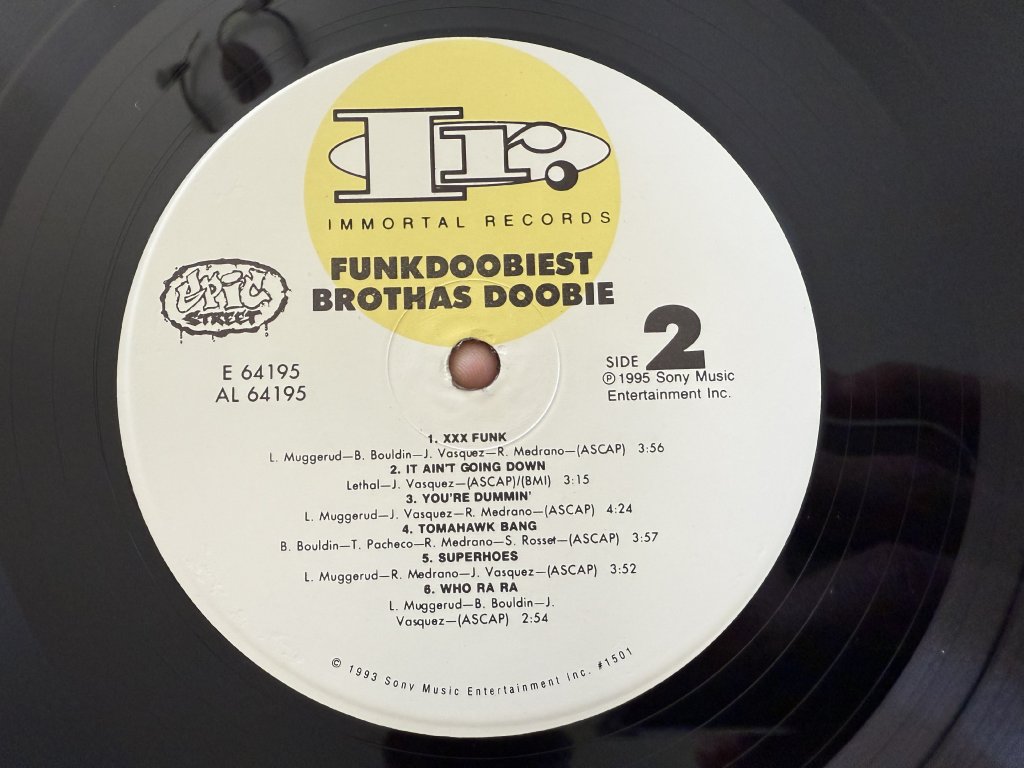 Ir.
IMMORTAL RECORDS
FUNKDOOBIEST
BROTHAS DOOBIE
epic
STREET
E 64195
AL 64195
SIDE 2
℗ 1995 Sony Music
Entertainment Inc.
1. XXX FUNK
L. Muggerud—B. Bouldin—J. Vasquez—R. Medrano—(ASCAP) 3:56
2. IT AIN'T GOING DOWN
Lethal—J. Vasquez—(ASCAP)/(BMI) 3:15
3. YOU'RE DUMMIN'
L. Muggerud—J. Vasquez—R. Medrano—(ASCAP) 4:24
4. TOMAHAWK BANG
B. Bouldin—T. Pacheco—R. Medrano—S. Rosset—(ASCAP) 3:57
5. SUPERHOES
L. Muggerud—R. Medrano—J. Vasquez—(ASCAP) 3:52
6. WHO RA RA
L. Muggerud—B. Bouldin—J.
Vasquez—(ASCAP) 2:54
© 1993 Sony Music Entertainment Inc. #1501